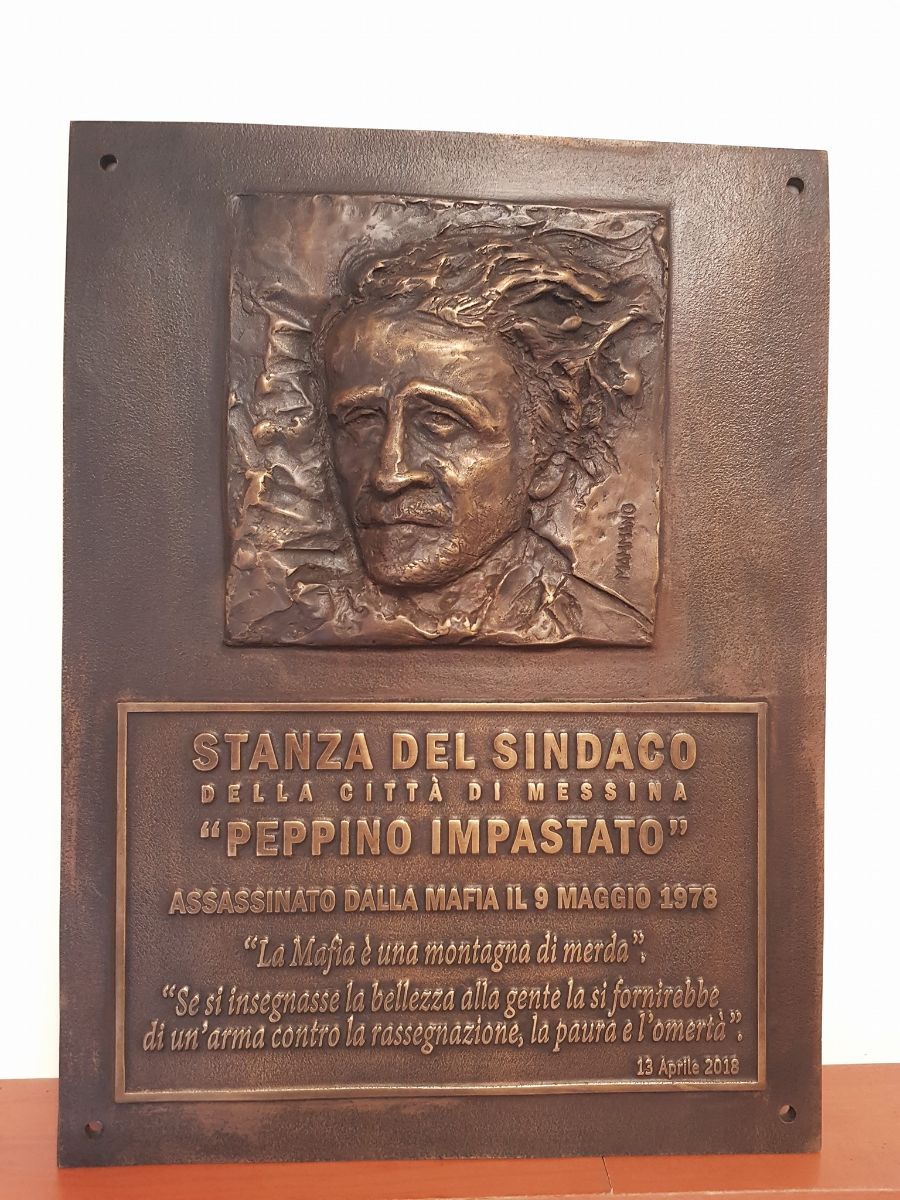 MAMMANO
STANZA DEL SINDACO
DELLA CITTÀ DI MESSINA
“PEPPINO IMPASTATO”
ASSASSINATO DALLA MAFIA IL 9 MAGGIO 1978
“La Mafia è una montagna di merda”.
“Se si insegnasse la bellezza alla gente la si fornirebbe
di un’arma contro la rassegnazione, la paura e l’omertà”.
13 Aprile 2018